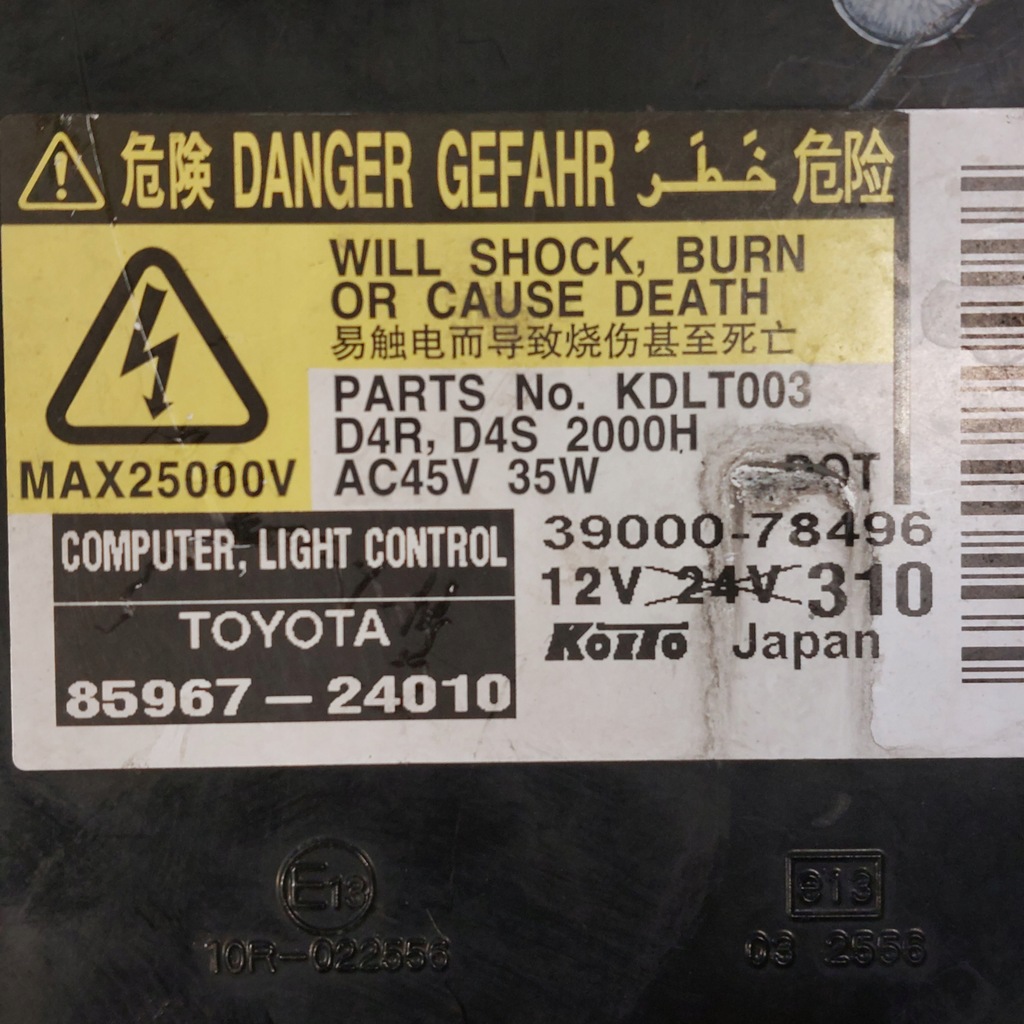 危険 DANGER GEFAHR خَطَرٌ 危险
WILL SHOCK, BURN
OR CAUSE DEATH
易触电而导致烧伤甚至死亡
MAX25000V
PARTS No. KDLT003
D4R, D4S 2000H
AC45V 35W
DOT
COMPUTER, LIGHT CONTROL
TOYOTA
85967-24010
39000-78496
12V 24V 310
KOITO Japan
E13
10R-022556
e13
03 2556